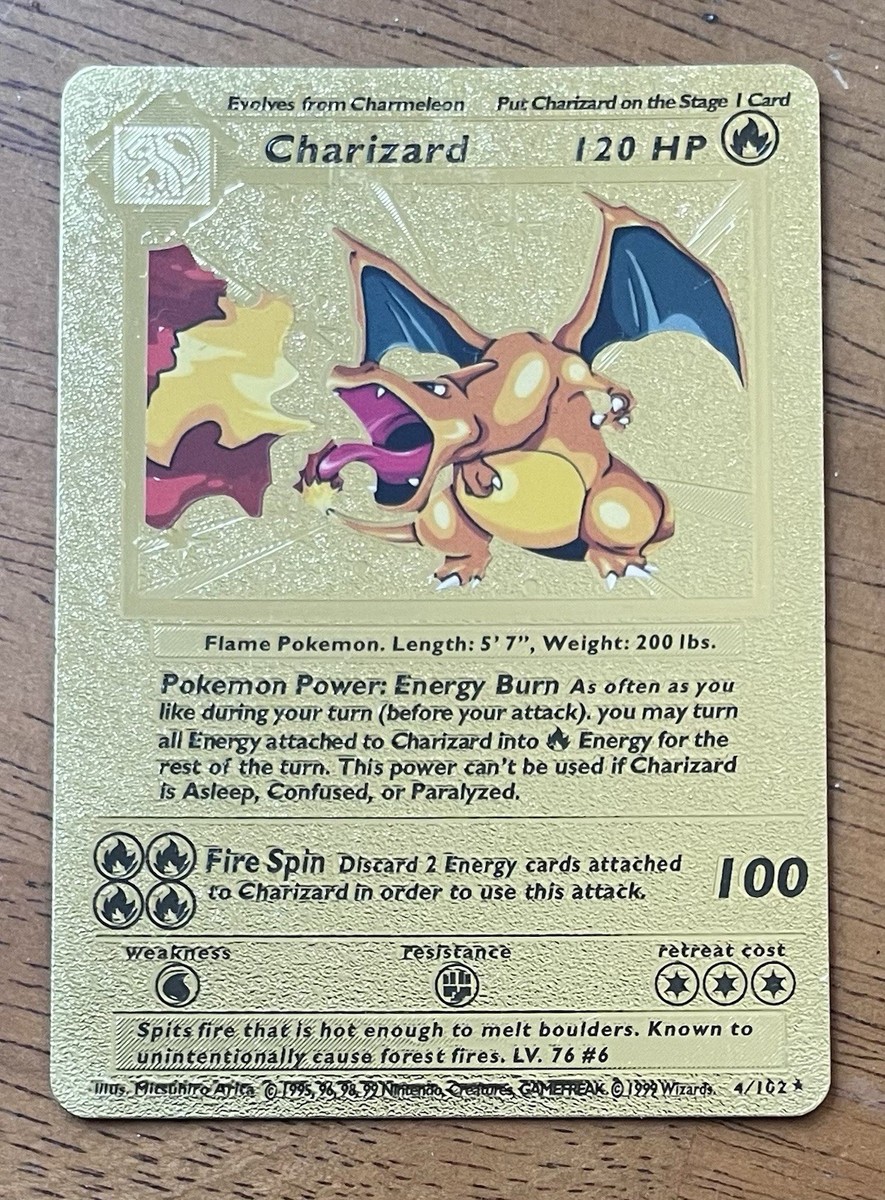 Evolves from Charmeleon Put Charizard on the Stage 1 Card
Charizard 120 HP
Flame Pokemon. Length: 5' 7", Weight: 200 lbs.
Pokemon Power: Energy Burn As often as you
like during your turn (before your attack). you may turn
all Energy attached to Charizard into Energy for the
rest of the turn. This power can't be used if Charizard
is Asleep, Confused, or Paralyzed.
Fire Spin Discard 2 Energy cards attached
to Charizard in order to use this attack.
100
weakness resistance retreat cost
Spits fire that is hot enough to melt boulders. Known to
unintentionally cause forest fires. LV. 76 #6
Illus. Mitsuhiro Arita © 1995, 96, 98, 99 Nintendo, Creatures, GAMEFREAK. © 1999 Wizards. 4/102 ★